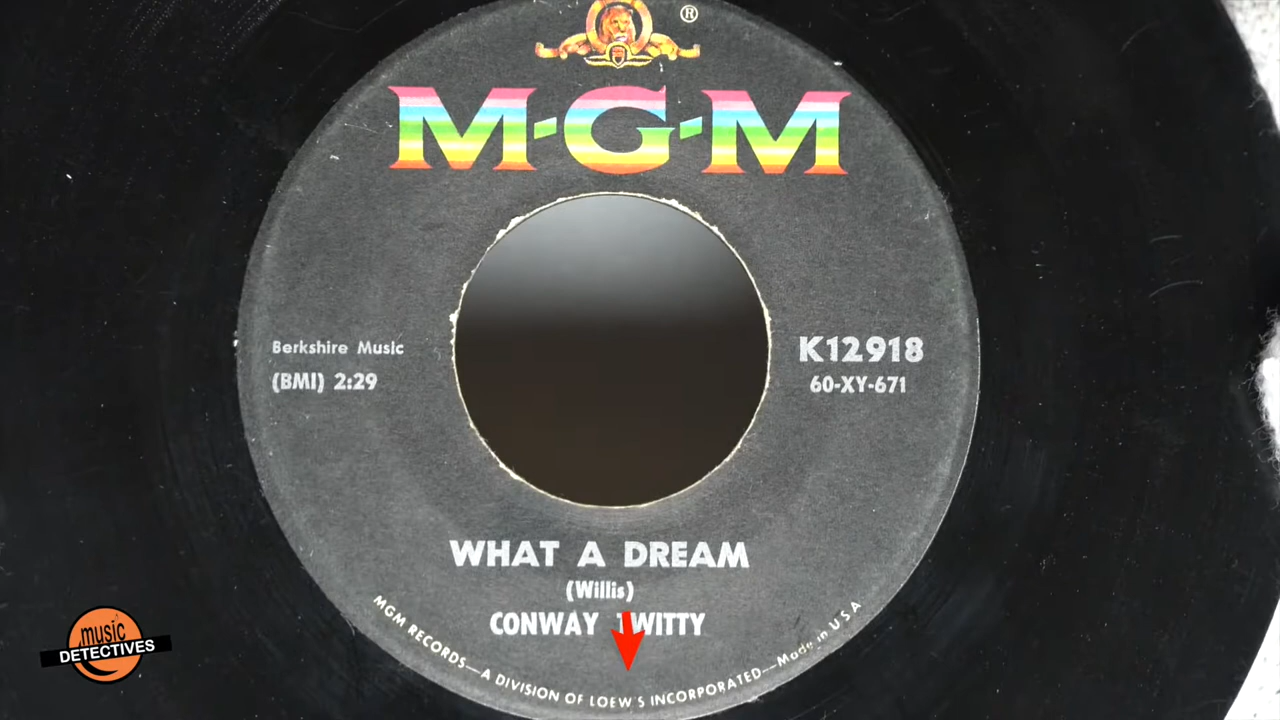 ®
M-G-M
Berkshire Music
(BMI) 2:29
K12918
60-XY-671
WHAT A DREAM
(Willis)
CONWAY TWITTY
MGM RECORDS—A DIVISION OF LOEW'S INCORPORATED—Made in U S A
music
DETECTIVES